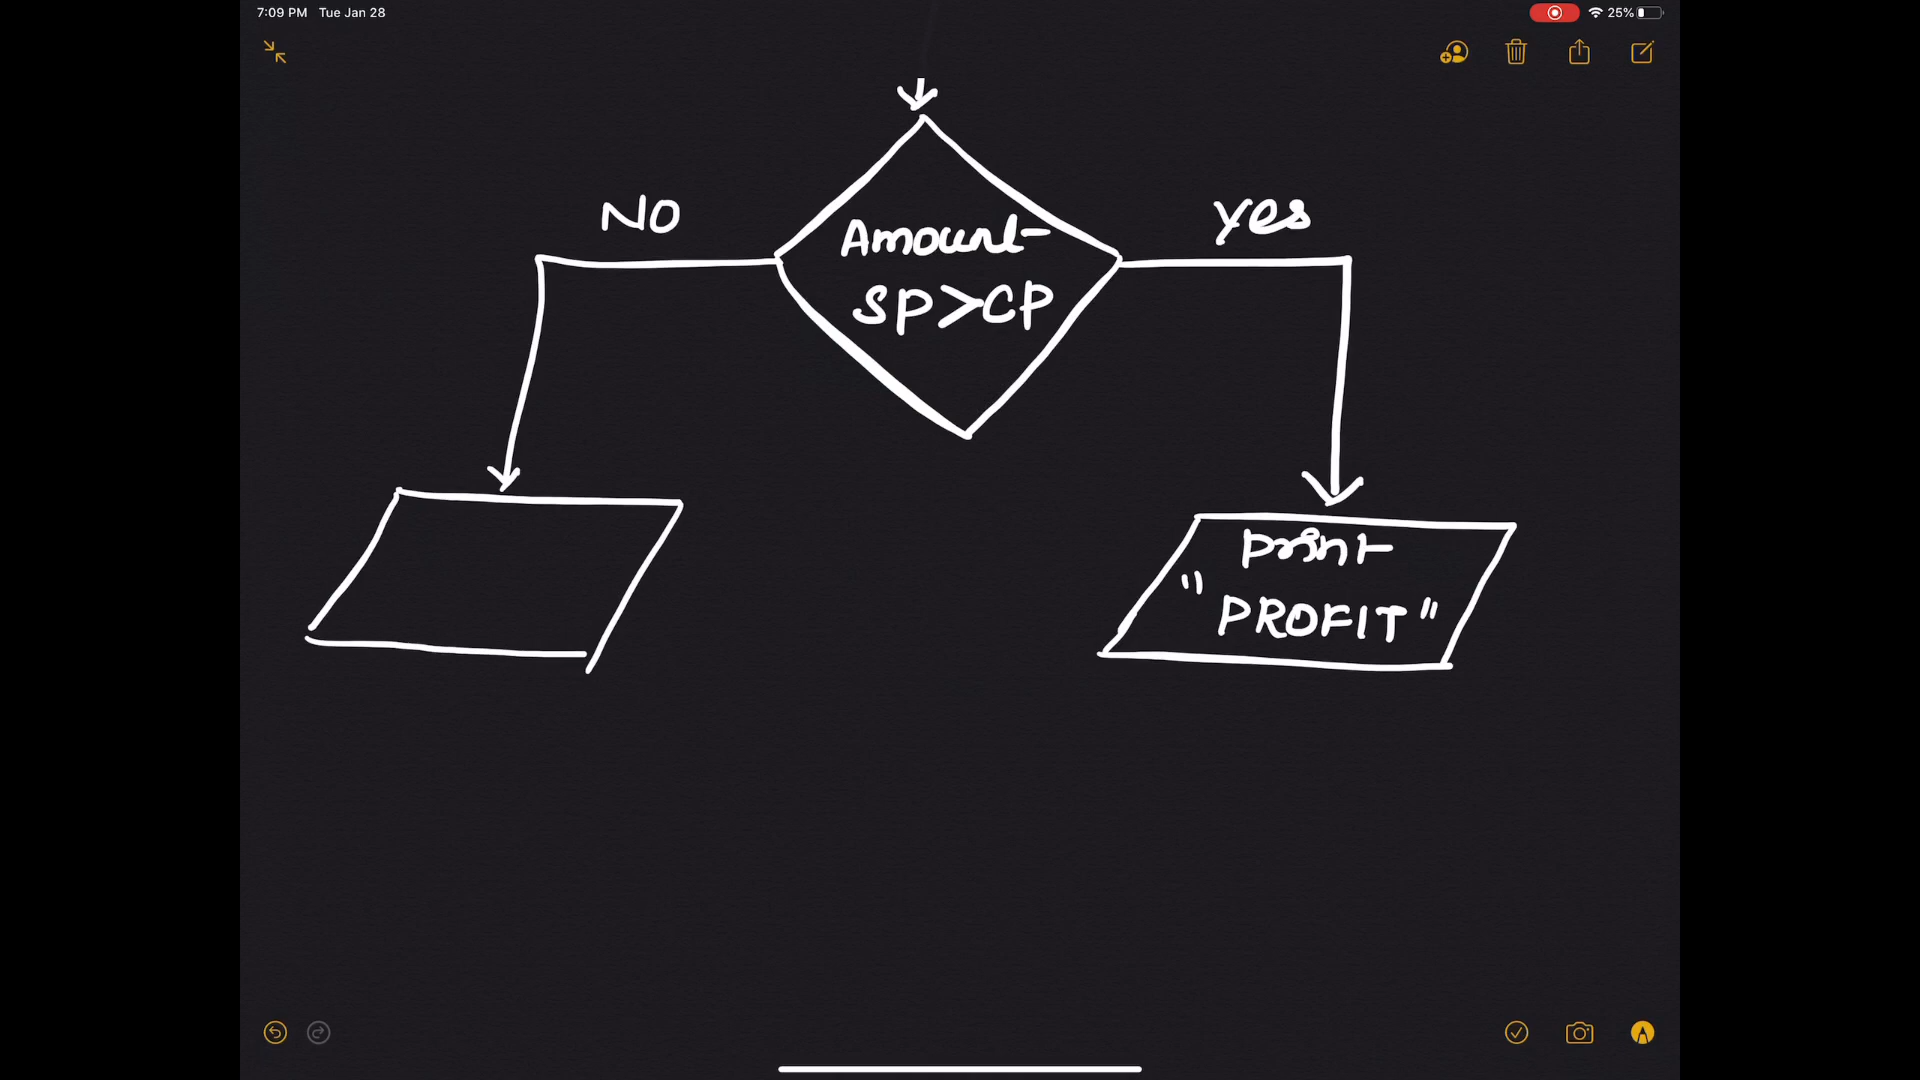 7:09 PM Tue Jan 28
25%
NO
yes
Amount
SP>CP
print
"PROFIT"